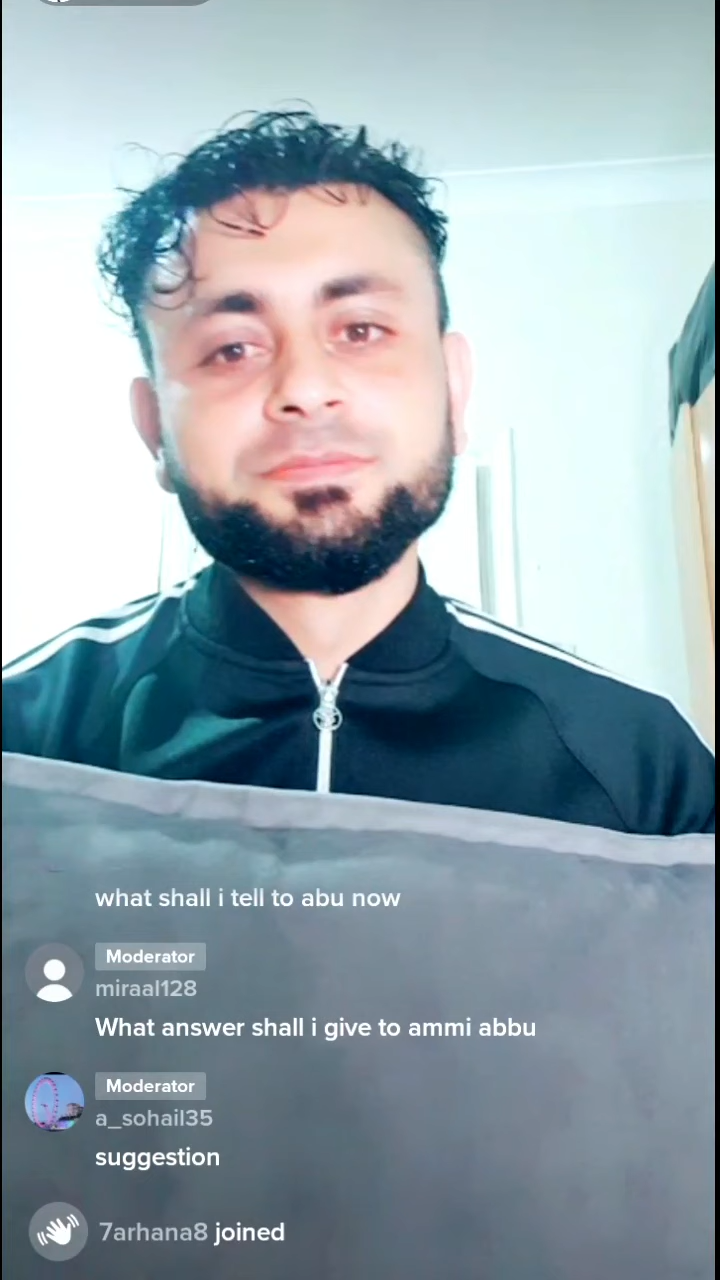 what shall i tell to abu now
Moderator
miraal128
What answer shall i give to ammi abbu
Moderator
a_sohail35
suggestion
7arhana8 joined